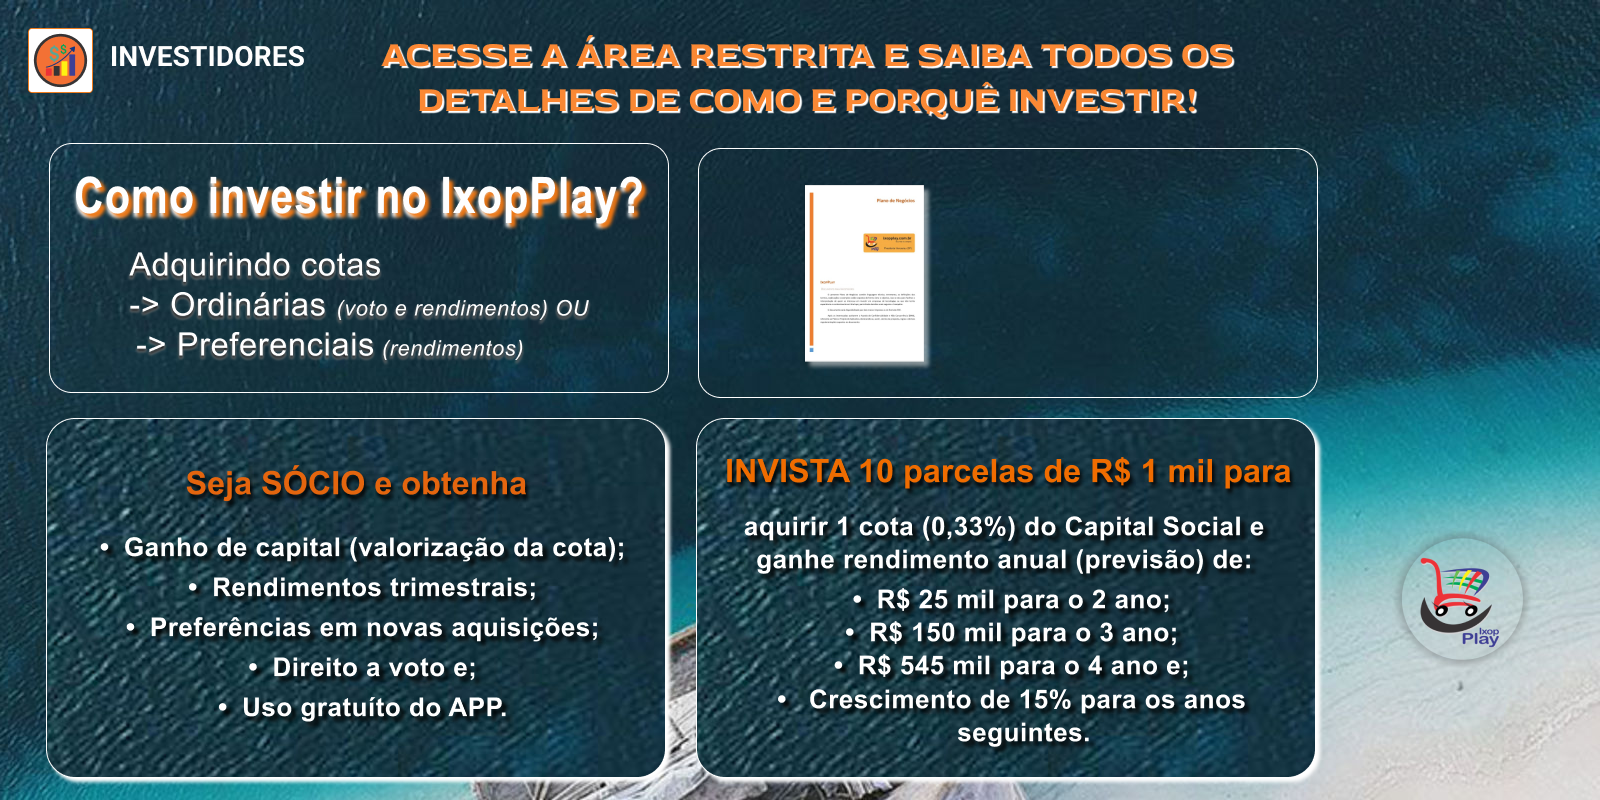 INVESTIDORES
ACESSE A ÁREA RESTRITA E SAIBA TODOS OS
DETALHES DE COMO E PORQUÊ INVESTIR!
Como investir no IxopPlay?
Adquirindo cotas
-> Ordinárias (voto e rendimentos) OU
-> Preferenciais (rendimentos)
Plano de Negócios
Seja SÓCIO e obtenha
• Ganho de capital (valorização da cota);
• Rendimentos trimestrais;
• Preferências em novas aquisições;
• Direito a voto e;
• Uso gratuíto do APP.
INVISTA 10 parcelas de R$ 1 mil para
aquirir 1 cota (0,33%) do Capital Social e
ganhe rendimento anual (previsão) de:
• R$ 25 mil para o 2 ano;
• R$ 150 mil para o 3 ano;
• R$ 545 mil para o 4 ano e;
• Crescimento de 15% para os anos
seguintes.
Ixop
Play